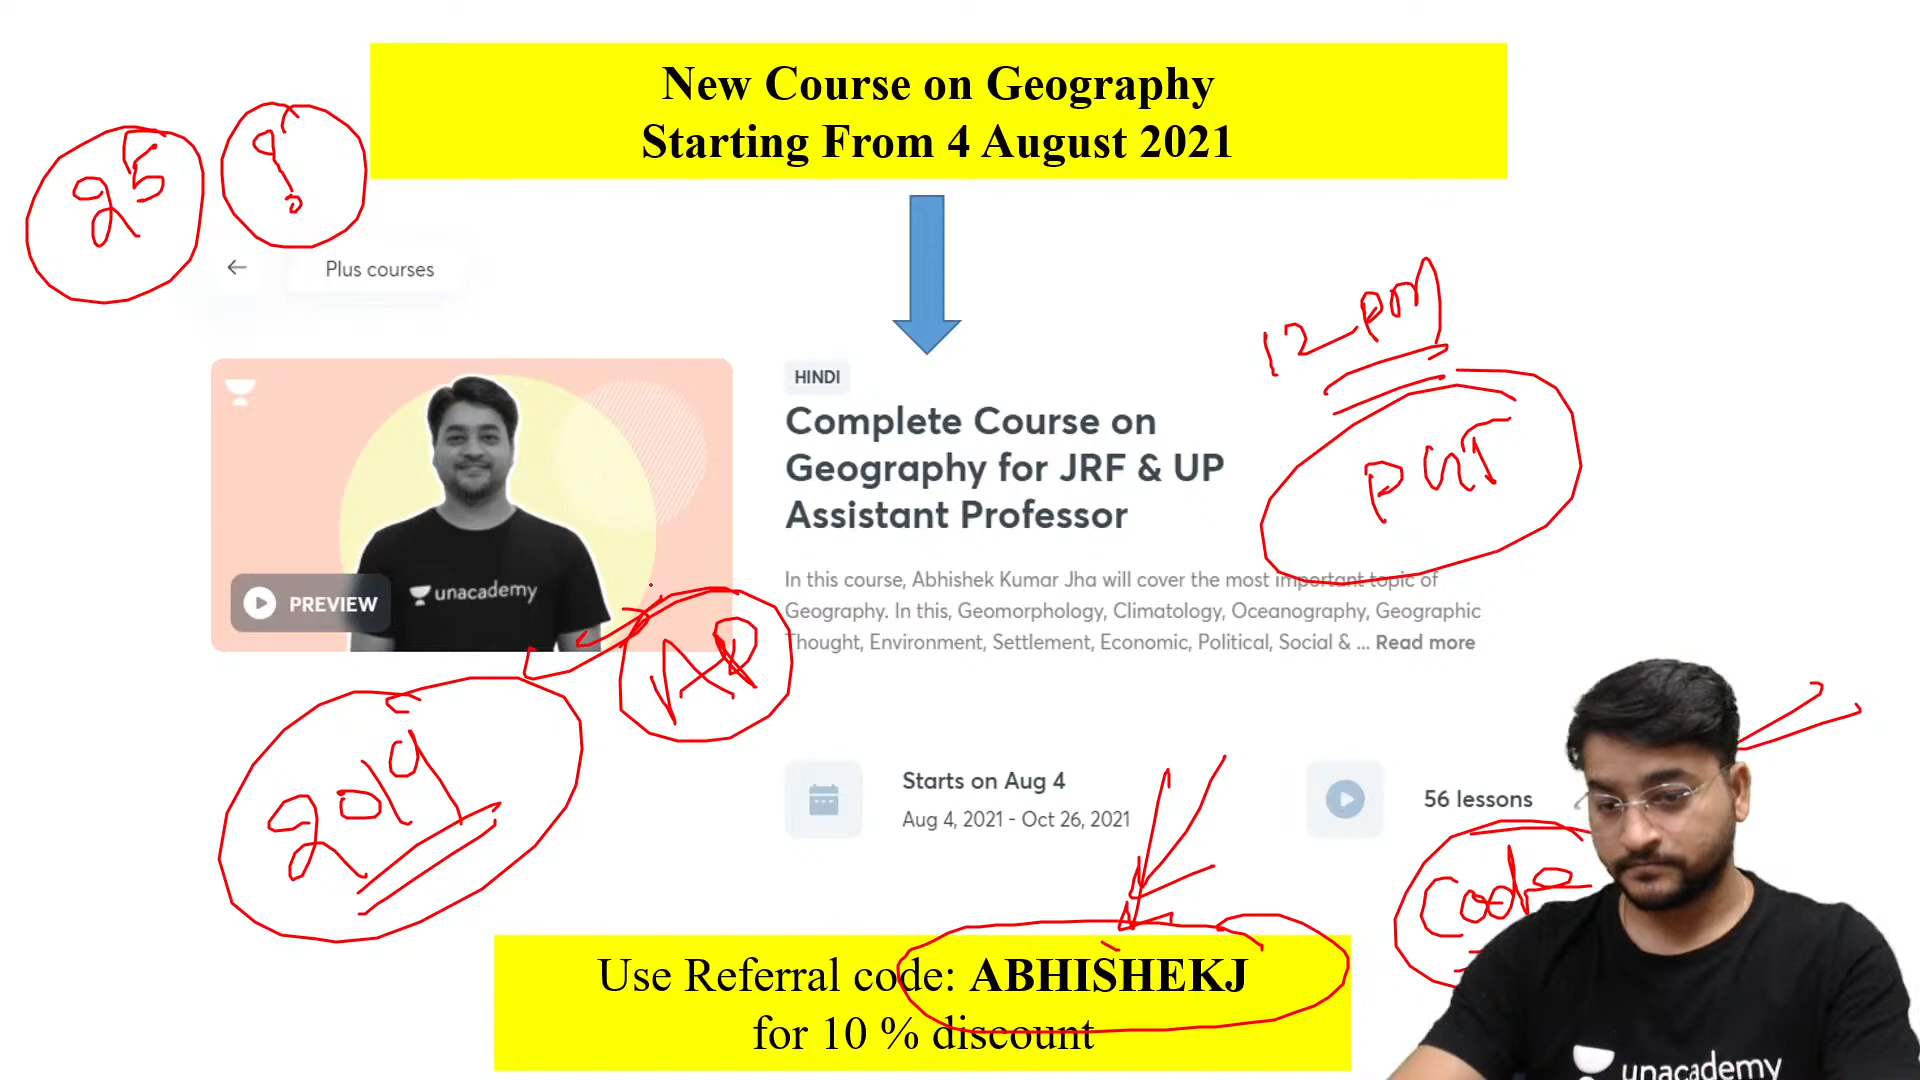 New Course on Geography
Starting From 4 August 2021
25
Plus courses
12 PM
HINDI
Complete Course on
Geography for JRF & UP
Assistant Professor
PGT
In this course, Abhishek Kumar Jha will cover the most important topic of
Geography. In this, Geomorphology, Climatology, Oceanography, Geographic
Thought, Environment, Settlement, Economic, Political, Social & ... Read more
unacademy
PREVIEW
2019
Starts on Aug 4
Aug 4, 2021 - Oct 26, 2021
56 lessons
Code
Use Referral code: ABHISHEKJ
for 10 % discount
unacademy